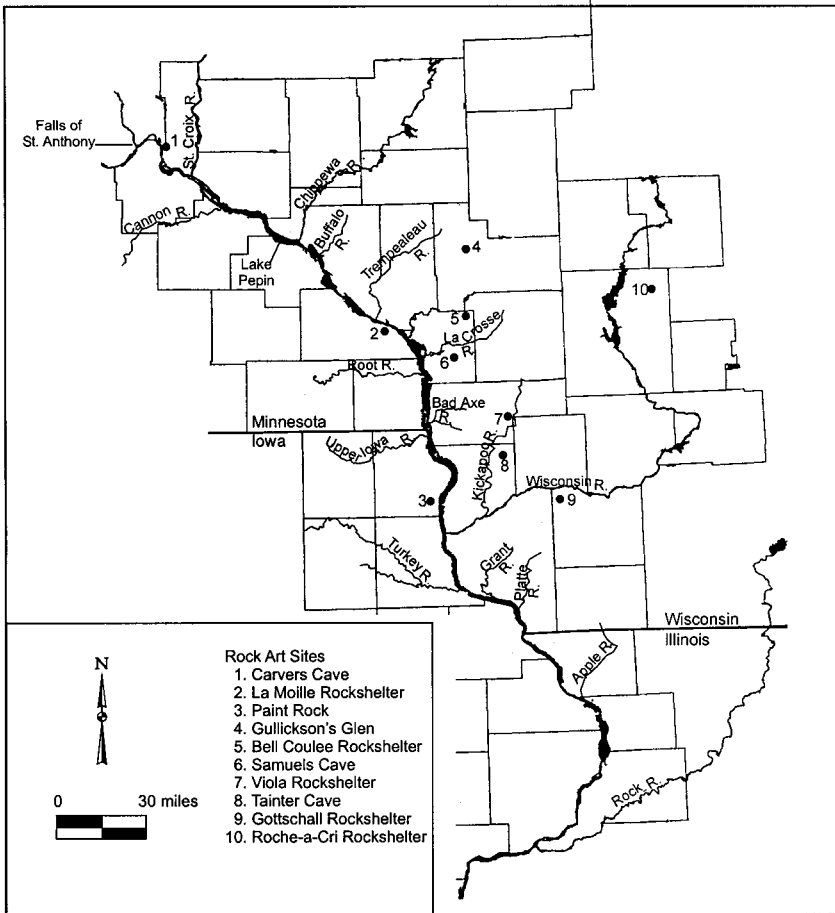 Falls of
St. Anthony
1
St. Croix R.
Chippewa
R.
Cannon R.
Buffalo
R.
Lake
Pepin
Trempealeau
R.
4
10
5
2
La Crosse
R.
6
Root R.
Bad Axe
R.
7
Minnesota
Iowa
Upper Iowa R.
Kickapoo R.
8
Wisconsin R.
3
9
Turkey R.
Grant
R.
Platte
R.
Wisconsin
Illinois
Apple R.
Rock R.
N
0 30 miles
Rock Art Sites
1. Carvers Cave
2. La Moille Rockshelter
3. Paint Rock
4. Gullickson's Glen
5. Bell Coulee Rockshelter
6. Samuels Cave
7. Viola Rockshelter
8. Tainter Cave
9. Gottschall Rockshelter
10. Roche-a-Cri Rockshelter